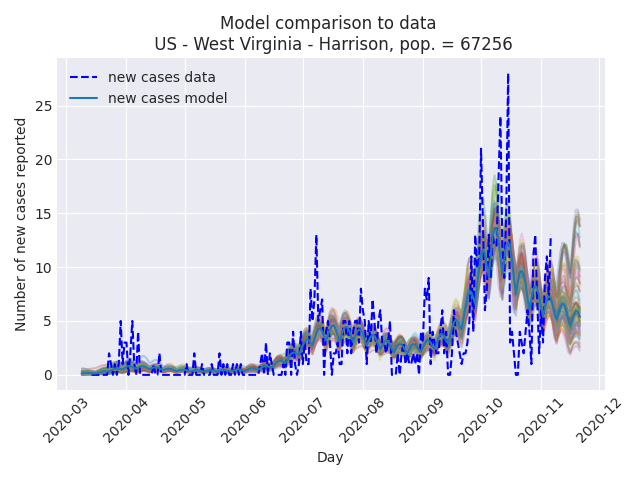 Model comparison to data
US - West Virginia - Harrison, pop. = 67256
new cases data
new cases model
Number of new cases reported
25
20
15
10
5
0
2020-03
2020-04
2020-05
2020-06
2020-07
2020-08
2020-09
2020-10
2020-11
2020-12
Day